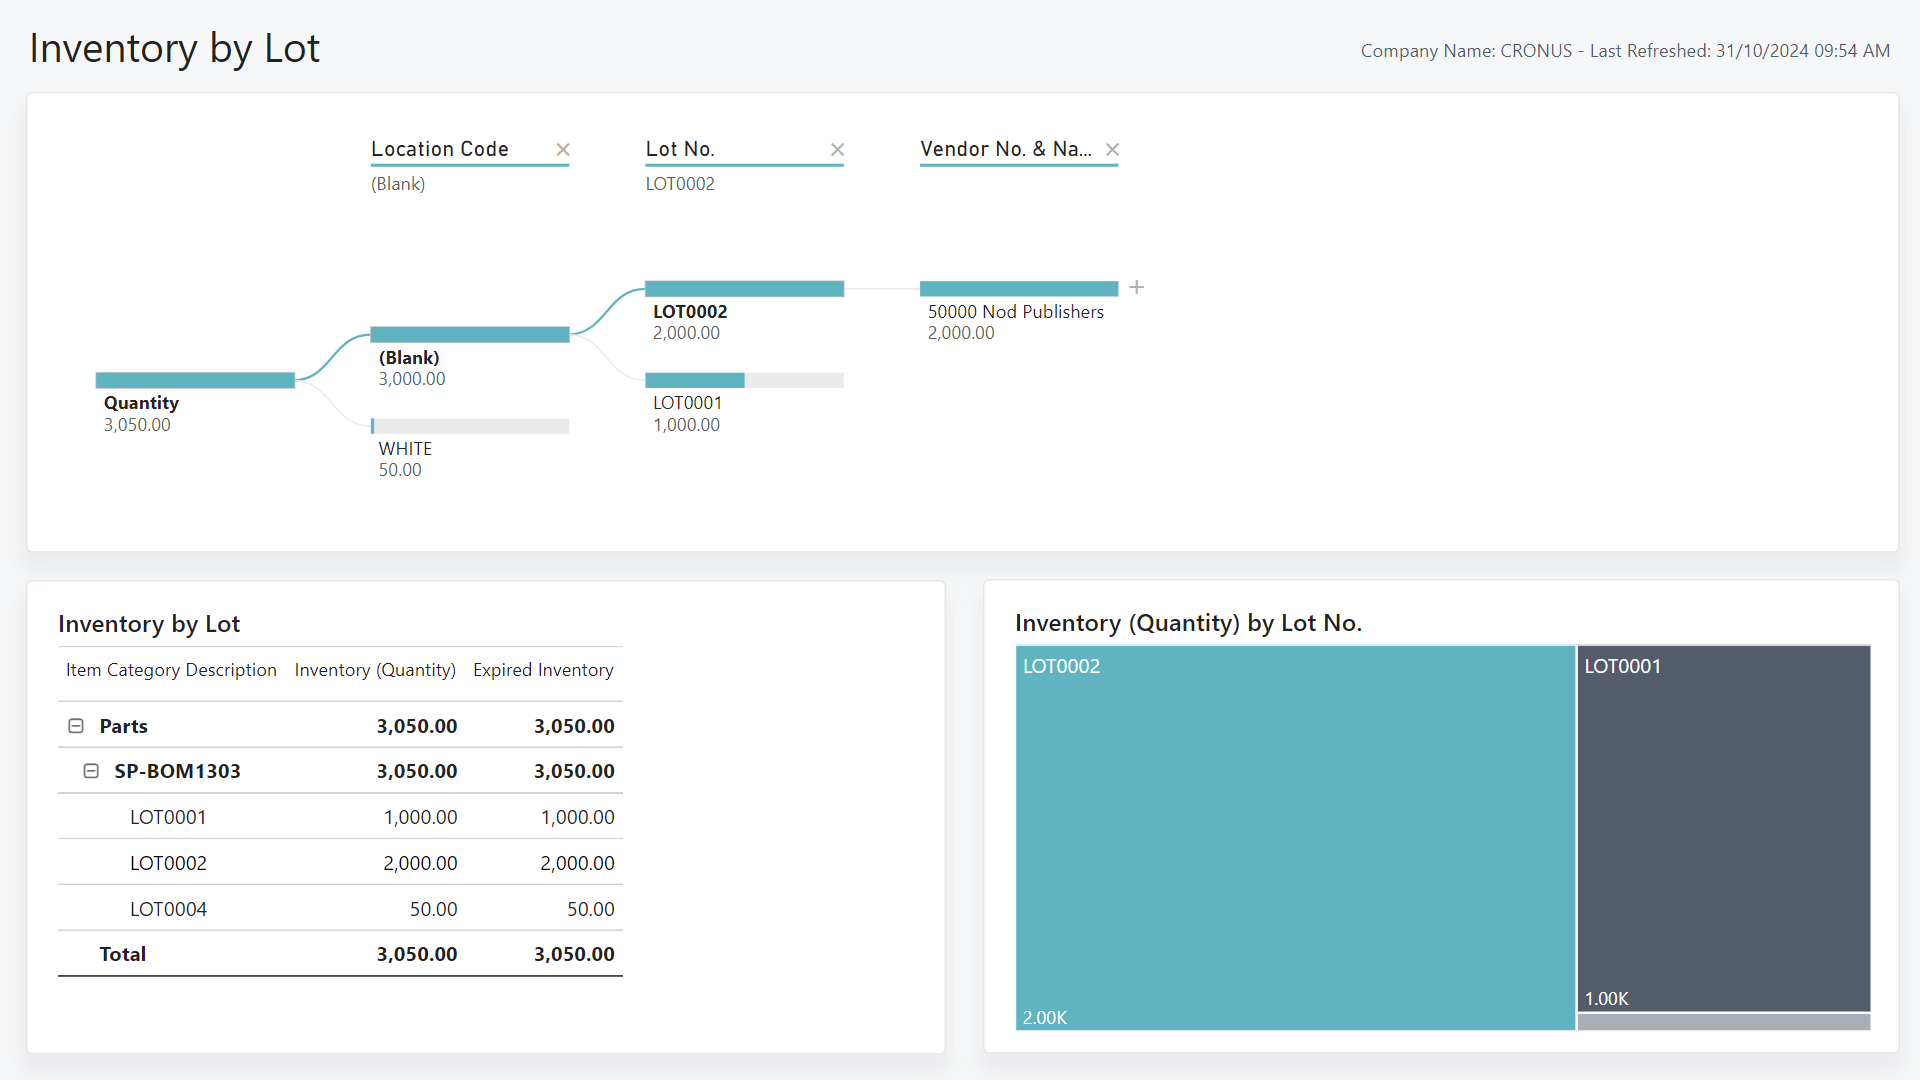 Inventory by Lot
Company Name: CRONUS - Last Refreshed: 31/10/2024 09:54 AM
Location Code
(Blank)
Lot No.
LOT0002
Vendor No. & Na...
Quantity
3,050.00
(Blank)
3,000.00
WHITE
50.00
LOT0002
2,000.00
LOT0001
1,000.00
50000 Nod Publishers
2,000.00
Inventory by Lot
Item Category Description Inventory (Quantity) Expired Inventory
Parts 3,050.00 3,050.00
SP-BOM1303 3,050.00 3,050.00
LOT0001 1,000.00 1,000.00
LOT0002 2,000.00 2,000.00
LOT0004 50.00 50.00
Total 3,050.00 3,050.00
Inventory (Quantity) by Lot No.
LOT0002
2.00K
LOT0001
1.00K